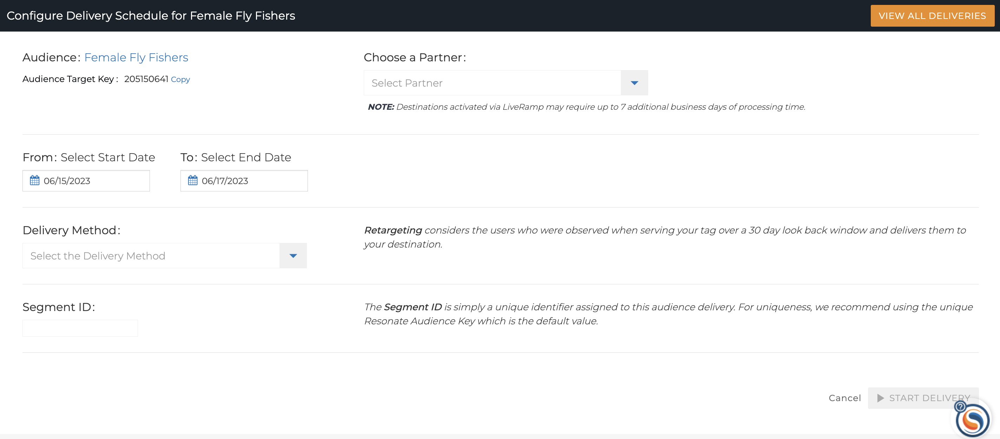 Configure Delivery Schedule for Female Fly Fishers
VIEW ALL DELIVERIES
Audience: Female Fly Fishers
Audience Target Key : 205150641 Copy
Choose a Partner:
Select Partner
NOTE: Destinations activated via LiveRamp may require up to 7 additional business days of processing time.
From: Select Start Date
06/15/2023
To: Select End Date
06/17/2023
Delivery Method:
Select the Delivery Method
Retargeting considers the users who were observed when serving your tag over a 30 day look back window and delivers them to
your destination.
Segment ID:
The Segment ID is simply a unique identifier assigned to this audience delivery. For uniqueness, we recommend using the unique
Resonate Audience Key which is the default value.
Cancel
START DELIVERY
?